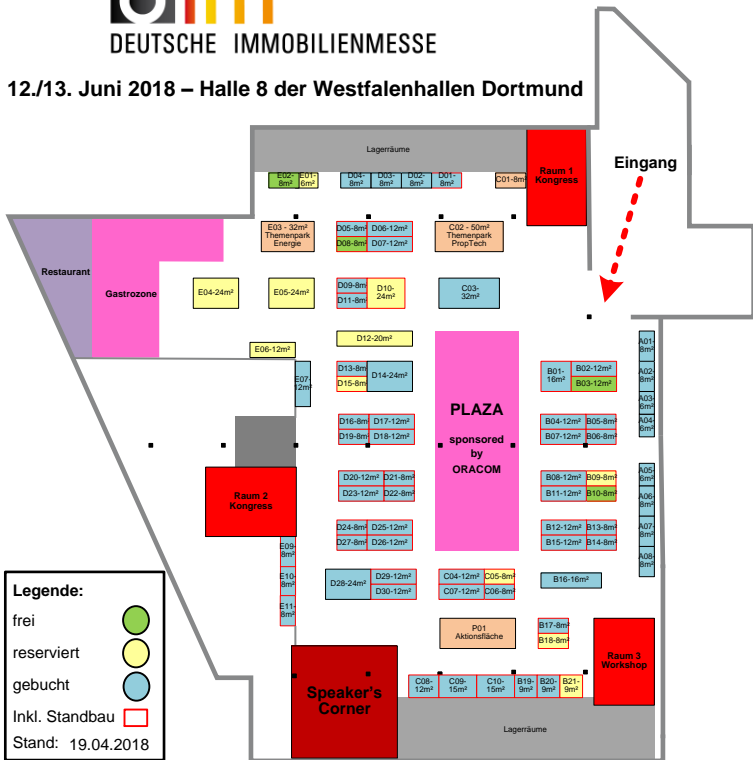 DEUTSCHE IMMOBILIENMESSE
12./13. Juni 2018 – Halle 8 der Westfalenhallen Dortmund
Lagerräume
Raum 1
Kongress
Eingang
E02-
8m²
E01-
6m²
D04-
8m²
D03-
8m²
D02-
8m²
D01-
8m²
C01-8m²
E03 - 32m²
Themenpark
Energie
D05-8m²
D06-12m²
D08-8m²
D07-12m²
C02 - 50m²
Themenpark
PropTech
Restaurant
Gastrozone
E04-24m²
E05-24m²
D09-8m²
D11-8m²
D10-
24m²
C03-
32m²
D12-20m²
E06-12m²
E07-
12m²
D13-8m²
D15-8m²
D14-24m²
B01-
16m²
B02-12m²
B03-12m²
A01-
8m²
A02-
8m²
A03-
6m²
A04-
6m²
PLAZA
sponsored
by
ORACOM
D16-8m²
D17-12m²
D19-8m²
D18-12m²
B04-12m²
B05-8m²
B07-12m²
B06-8m²
Raum 2
Kongress
D20-12m²
D21-8m²
D23-12m²
D22-8m²
B08-12m²
B09-8m²
B11-12m²
B10-8m²
A05-
6m²
A06-
8m²
A07-
8m²
A08-
8m²
D24-8m²
D25-12m²
D27-8m²
D26-12m²
B12-12m²
B13-8m²
B15-12m²
B14-8m²
E09-
8m²
E10-
8m²
E11-
8m²
D28-24m²
D29-12m²
D30-12m²
C04-12m²
C05-8m²
C07-12m²
C06-8m²
B16-16m²
P01
Aktionsfläche
B17-8m²
B18-8m²
Raum 3
Workshop
Speaker's
Corner
C08-
12m²
C09-
15m²
C10-
15m²
B19-
9m²
B20-
9m²
B21-
9m²
Lagerräume
Legende:
frei
reserviert
gebucht
Inkl. Standbau
Stand: 19.04.2018